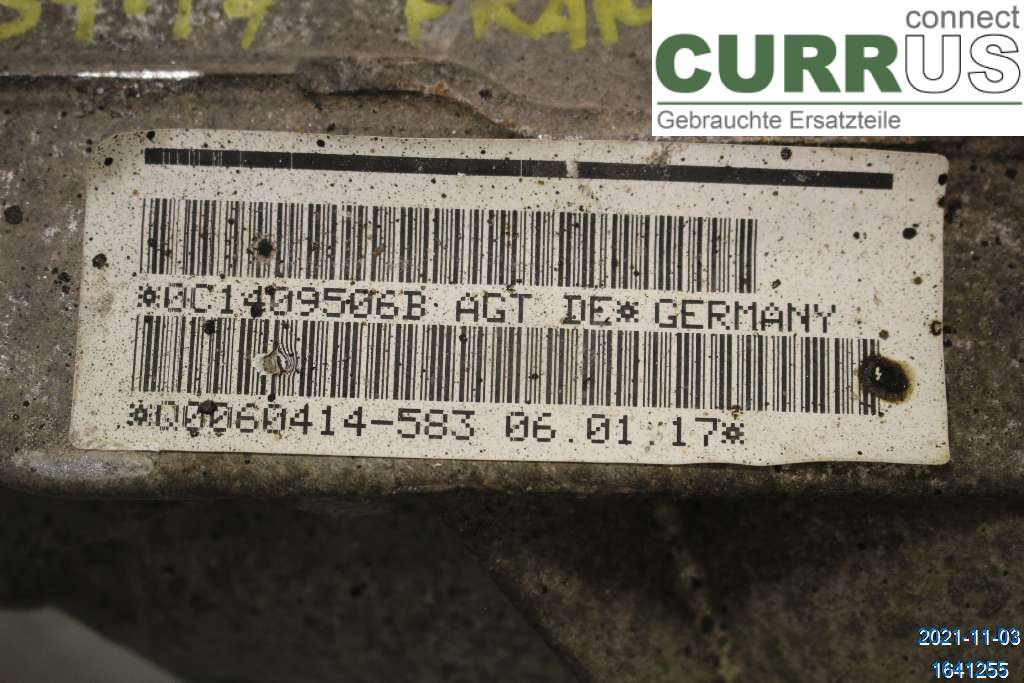 connect
CURRUS
Gebrauchte Ersatzteile
*0C1409506B AGT DE* GERMANY
*00060414-583 06.01.17*
2021-11-03
1641255